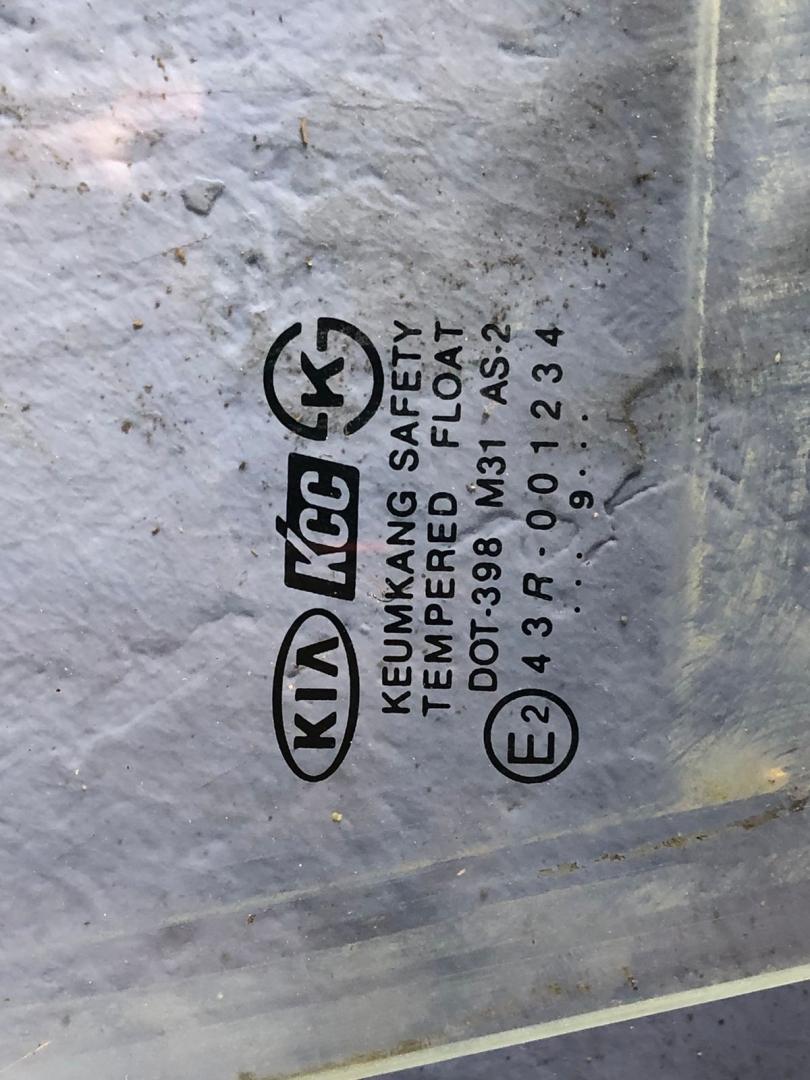 KIA KCC K
KEUMKANG SAFETY
TEMPERED FLOAT
DOT-398 M31 AS-2
E2 43R-001234
... 9...